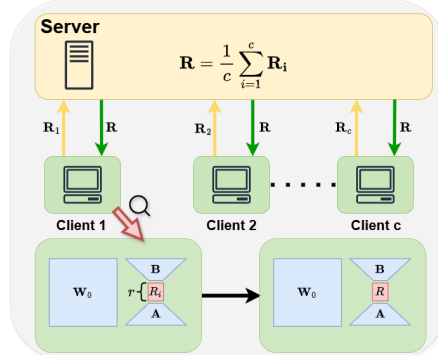 Server
R = 1/c ∑_{i=1}^{c} R_i
R_1 R R_2 R R_c R
Client 1 Client 2 Client c
W_0 B r R_i A W_0 B R A